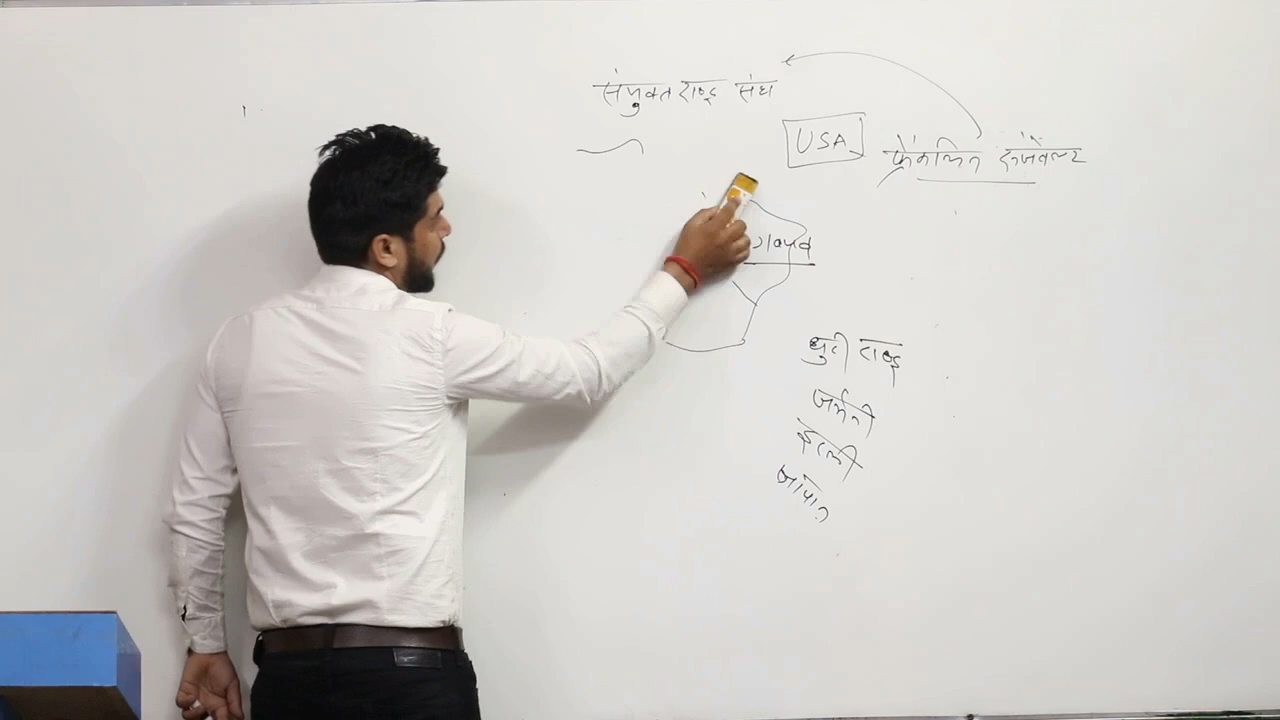 संयुक्त राष्ट्र संघ
USA
फ्रेंकलिन रूजवेल्ट
धुरी राष्ट्र
जर्मनी
इटली
जापान